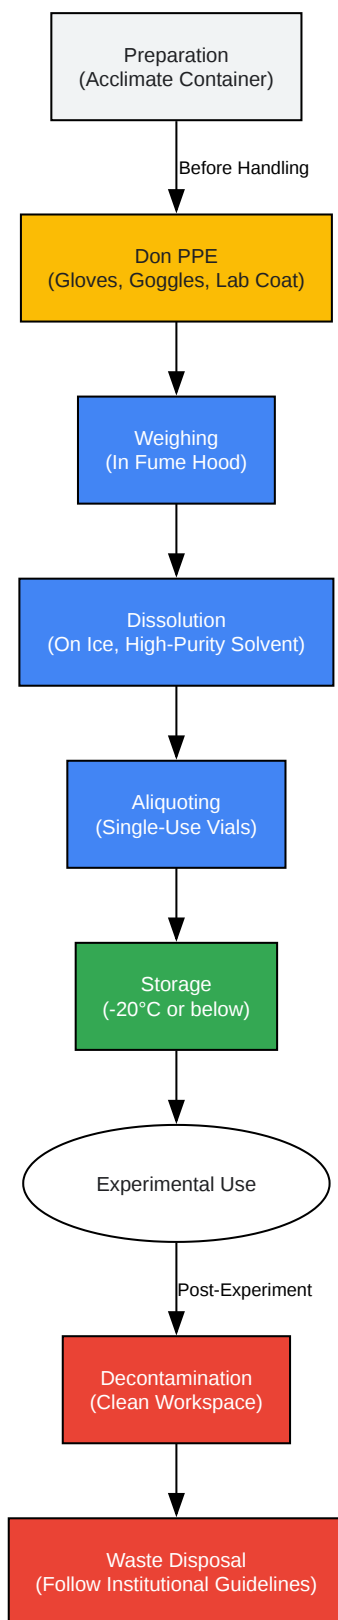 Preparation
(Acclimate Container)
Before Handling
Don PPE
(Gloves, Goggles, Lab Coat)
Weighing
(In Fume Hood)
Dissolution
(On Ice, High-Purity Solvent)
Aliquoting
(Single-Use Vials)
Storage
(-20°C or below)
Experimental Use
Post-Experiment
Decontamination
(Clean Workspace)
Waste Disposal
(Follow Institutional Guidelines)